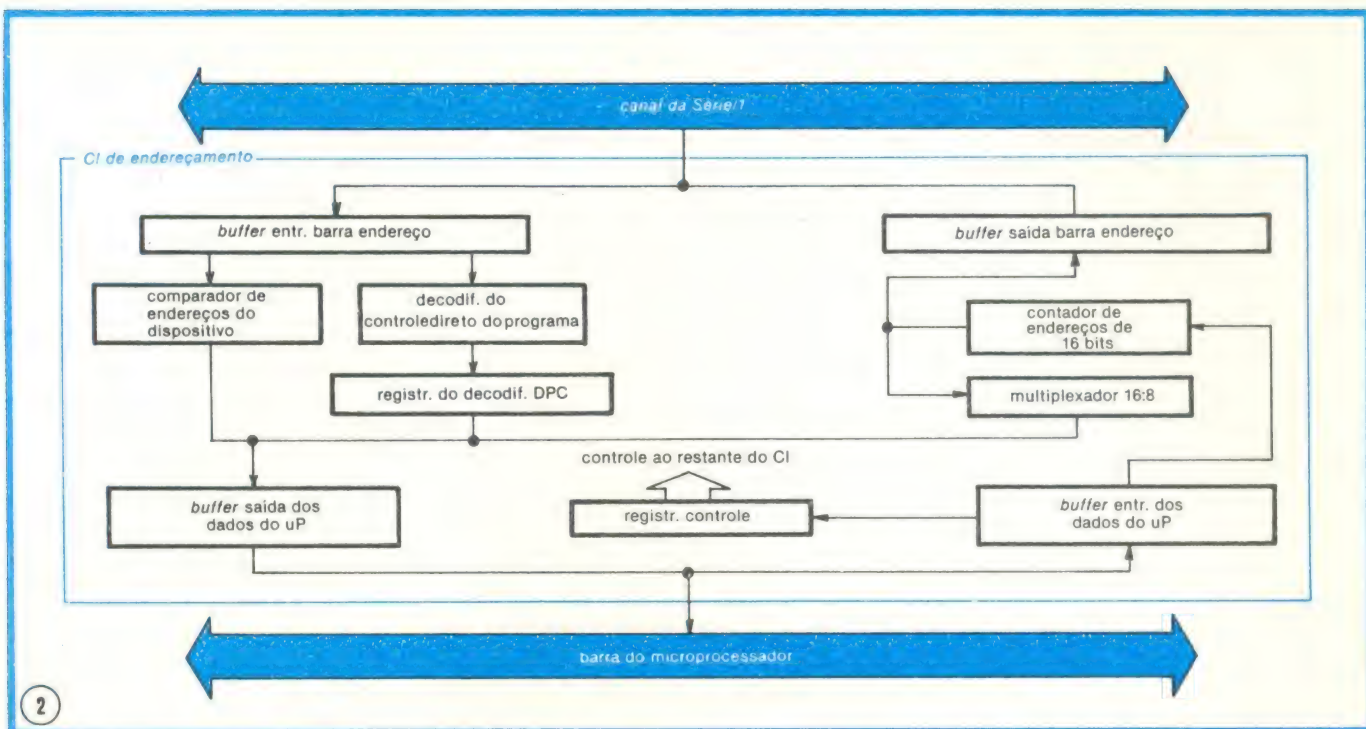 canal da Série/1
CI de endereçamento
buffer entr. barra endereço
buffer saída barra endereço
comparador de
endereços do
dispositivo
decodif. do
controledireto do programa
contador de
endereços de
16 bits
registr. do decodif. DPC
multiplexador 16:8
controle ao restante do CI
buffer saída dos
dados do uP
registr. controle
buffer entr. dos
dados do uP
barra do microprocessador
2